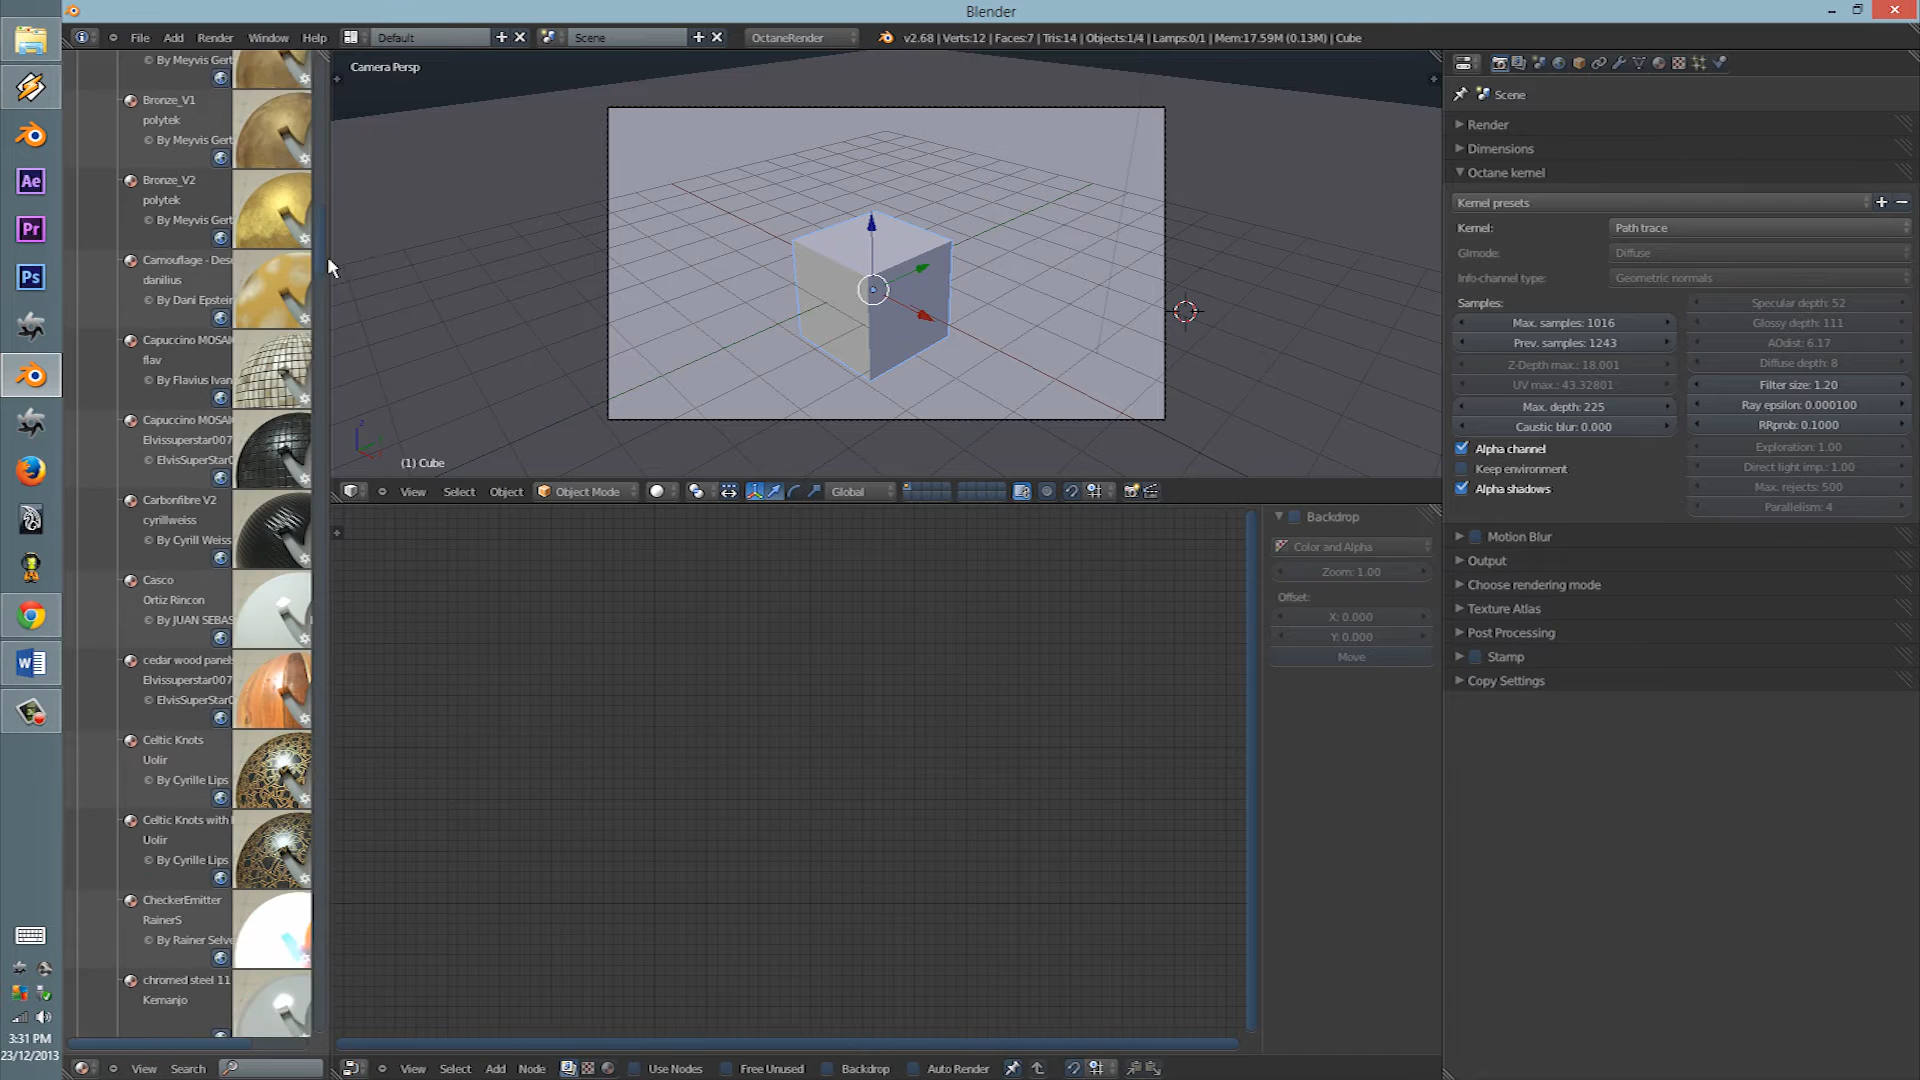 Blender
File Add Render Window Help
Default
Scene
OctaneRender
v2.68 | Verts:12 | Faces:7 | Tris:14 | Objects:1/4 | Lamps:0/1 | Mem:17.59M (0.13M) | Cube
© By Meyvis Gert
Bronze_V1
polytek
© By Meyvis Gert
Bronze_V2
polytek
© By Meyvis Gert
Camouflage - Des
danilius
© By Dani Epstein
Capuccino MOSAI
flav
© By Flavius Ivan
Capuccino MOSAI
Elvissuperstar007
© ElvisSuperStar0
Carbonfibre V2
cyrillweiss
© By Cyrill Weiss
Casco
Ortiz Rincon
© By JUAN SEBAS
cedar wood panels
Elvissuperstar007
© ElvisSuperStar0
Celtic Knots
Uolir
© By Cyrille Lips
Celtic Knots with
Uolir
© By Cyrille Lips
CheckerEmitter
RainerS
© By Rainer Selve
chromed steel 11
Kemanjo
View Search
Camera Persp
(1) Cube
View Select Object Object Mode Global
Backdrop
Color and Alpha
Zoom: 1.00
Offset:
X: 0.000
Y: 0.000
Move
View Select Add Node Use Nodes Free Unused Backdrop Auto Render
Scene
Render
Dimensions
Octane kernel
Kernel presets
Kernel: Path trace
GImode: Diffuse
Info-channel type: Geometric normals
Samples: Specular depth: 52
Max. samples: 1016 Glossy depth: 111
Prev. samples: 1243 AOdist: 6.17
Z-Depth max.: 18.001 Diffuse depth: 8
UV max.: 43.32801 Filter size: 1.20
Max. depth: 225 Ray epsilon: 0.000100
Caustic blur: 0.000 RRprob: 0.1000
Alpha channel Exploration: 1.00
Keep environment Direct light imp.: 1.00
Alpha shadows Max. rejects: 500
Parallelism: 4
Motion Blur
Output
Choose rendering mode
Texture Atlas
Post Processing
Stamp
Copy Settings
Ae
Pr
Ps
W
3:31 PM
23/12/2013